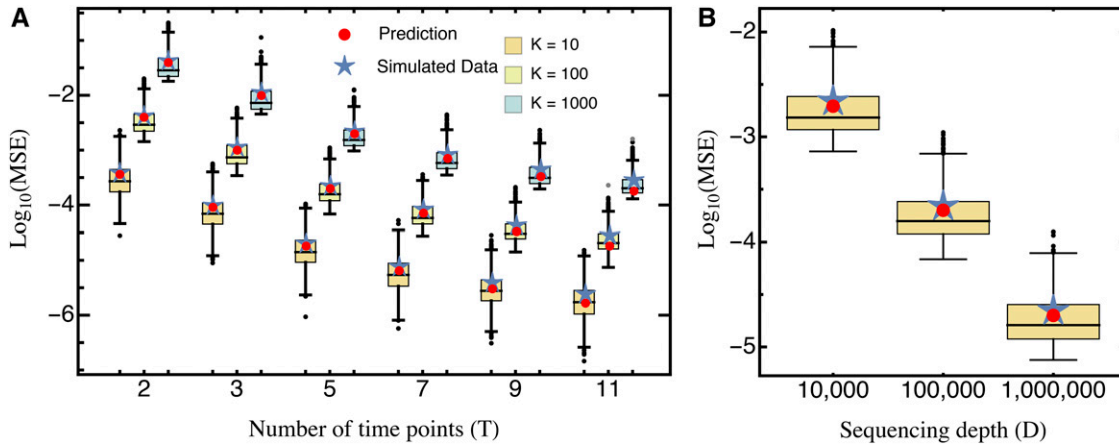 A
Prediction
Simulated Data
K = 10
K = 100
K = 1000
Log10(MSE)
−2
−4
−6
2 3 5 7 9 11
Number of time points (T)
B
Log10(MSE)
−2
−3
−4
−5
10,000 100,000 1,000,000
Sequencing depth (D)